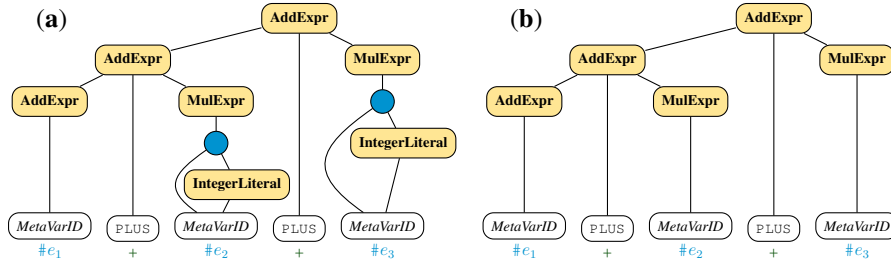 (a)
AddExpr
AddExpr
MulExpr
AddExpr
MulExpr
IntegerLiteral
IntegerLiteral
MetaVarID
PLUS
MetaVarID
PLUS
MetaVarID
#e₁
+
#e₂
+
#e₃
(b)
AddExpr
AddExpr
MulExpr
AddExpr
MulExpr
MetaVarID
PLUS
MetaVarID
PLUS
MetaVarID
#e₁
+
#e₂
+
#e₃